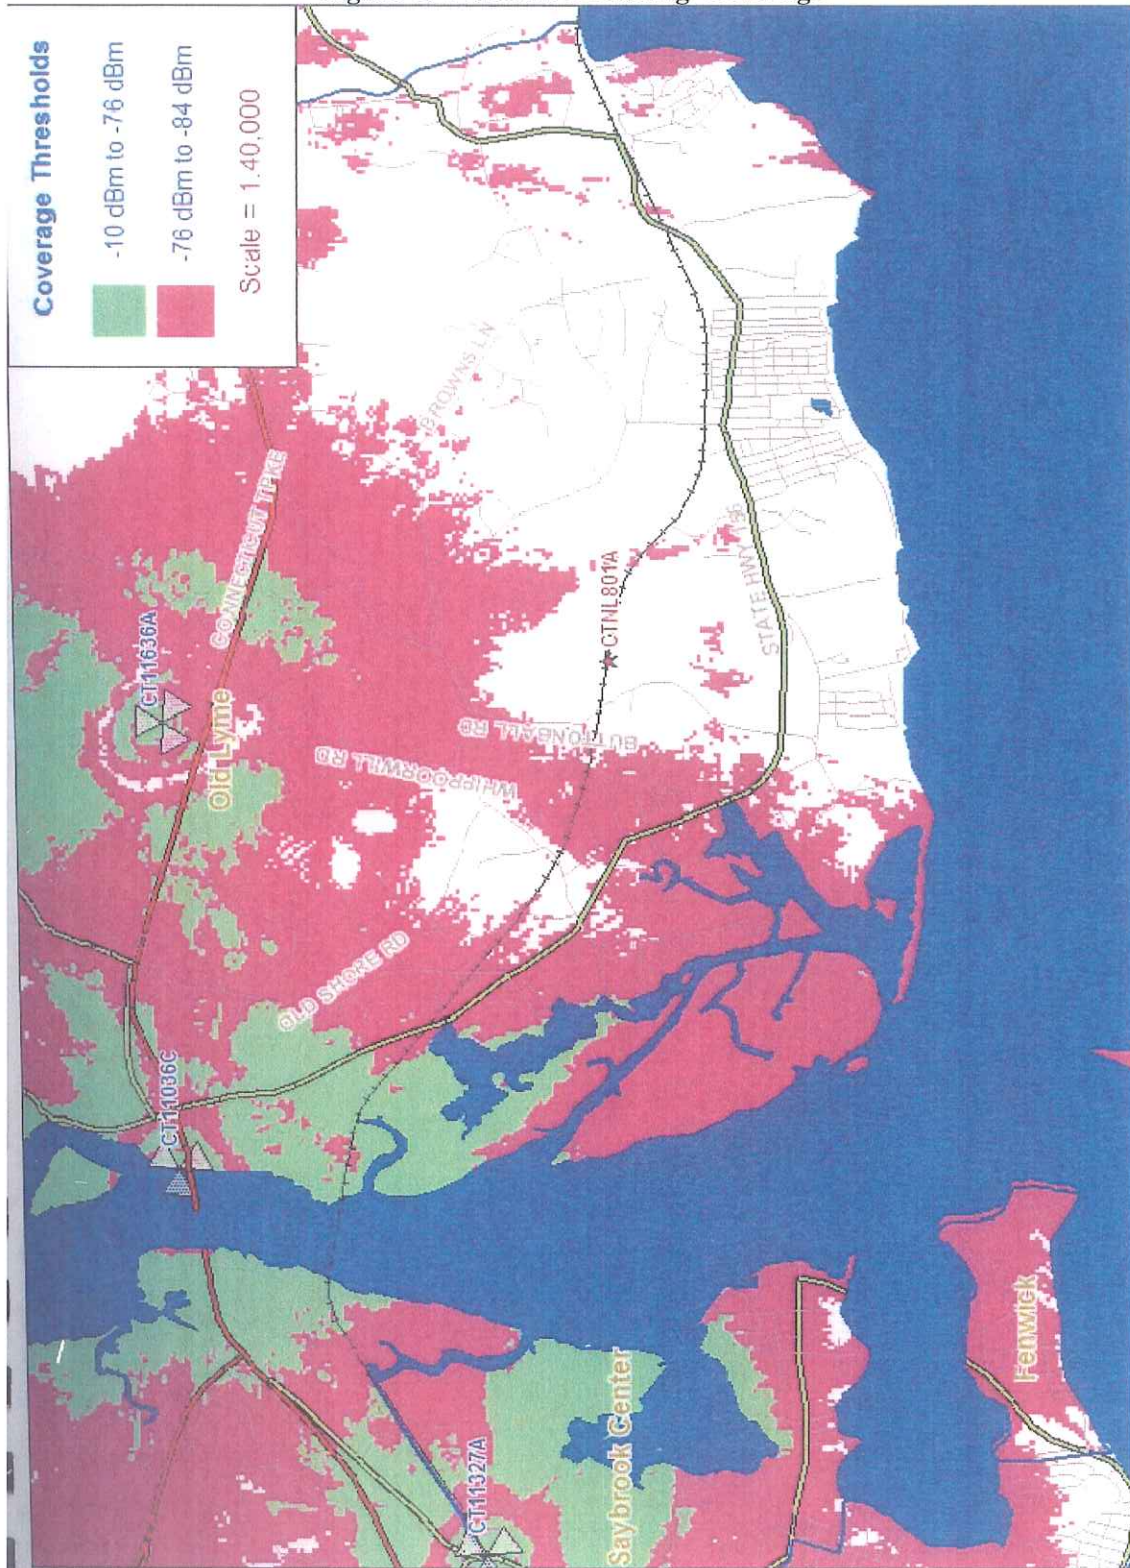 Coverage Thresholds
-10 dBm to -76 dBm
-76 dBm to -84 dBm
Scale = 1.40,000
BROWNS LN
CONNECTICUT TPKE
CT11636A
Old Lyme
CTNL801A
STATE HWY
BUTTONBALL RD
WHIPPOORWILL RD
OLD SHORE RD
CT11036C
CT11327A
Saybrook Center
Fenwick